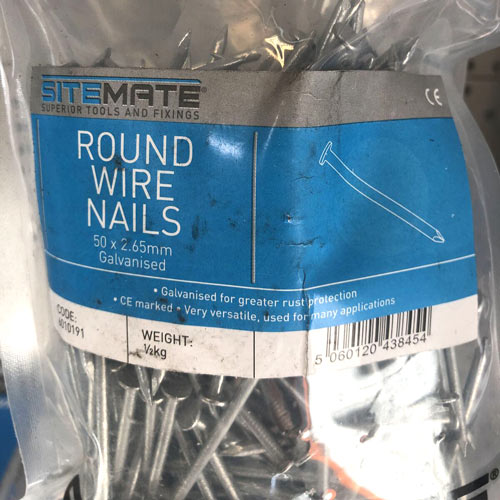 SITEMATE®
SUPERIOR TOOLS AND FIXINGS
CE
ROUND
WIRE
NAILS
50 x 2.65mm
Galvanised
• Galvanised for greater rust protection
• CE marked • Very versatile, used for many applications
CODE:
6010191
WEIGHT:
½kg
5 060120 438454